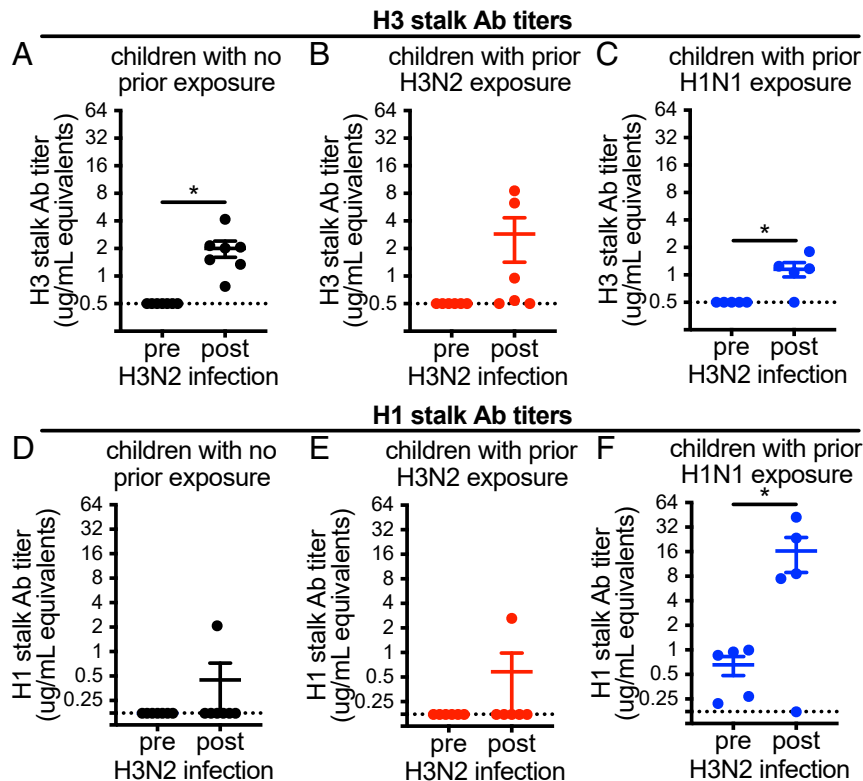 H3 stalk Ab titers
A
children with no
prior exposure
H3 stalk Ab titer
(ug/mL equivalents)
64
32
16
8
4
2
1
0.5
*
pre post
H3N2 infection
B
children with prior
H3N2 exposure
H3 stalk Ab titer
(ug/mL equivalents)
64
32
16
8
4
2
1
0.5
pre post
H3N2 infection
C
children with prior
H1N1 exposure
H3 stalk Ab titer
(ug/mL equivalents)
64
32
16
8
4
2
1
0.5
*
pre post
H3N2 infection
H1 stalk Ab titers
D
children with no
prior exposure
H1 stalk Ab titer
(ug/mL equivalents)
64
32
16
8
4
2
1
0.5
0.25
pre post
H3N2 infection
E
children with prior
H3N2 exposure
H1 stalk Ab titer
(ug/mL equivalents)
64
32
16
8
4
2
1
0.5
0.25
pre post
H3N2 infection
F
children with prior
H1N1 exposure
H1 stalk Ab titer
(ug/mL equivalents)
64
32
16
8
4
2
1
0.5
0.25
*
pre post
H3N2 infection